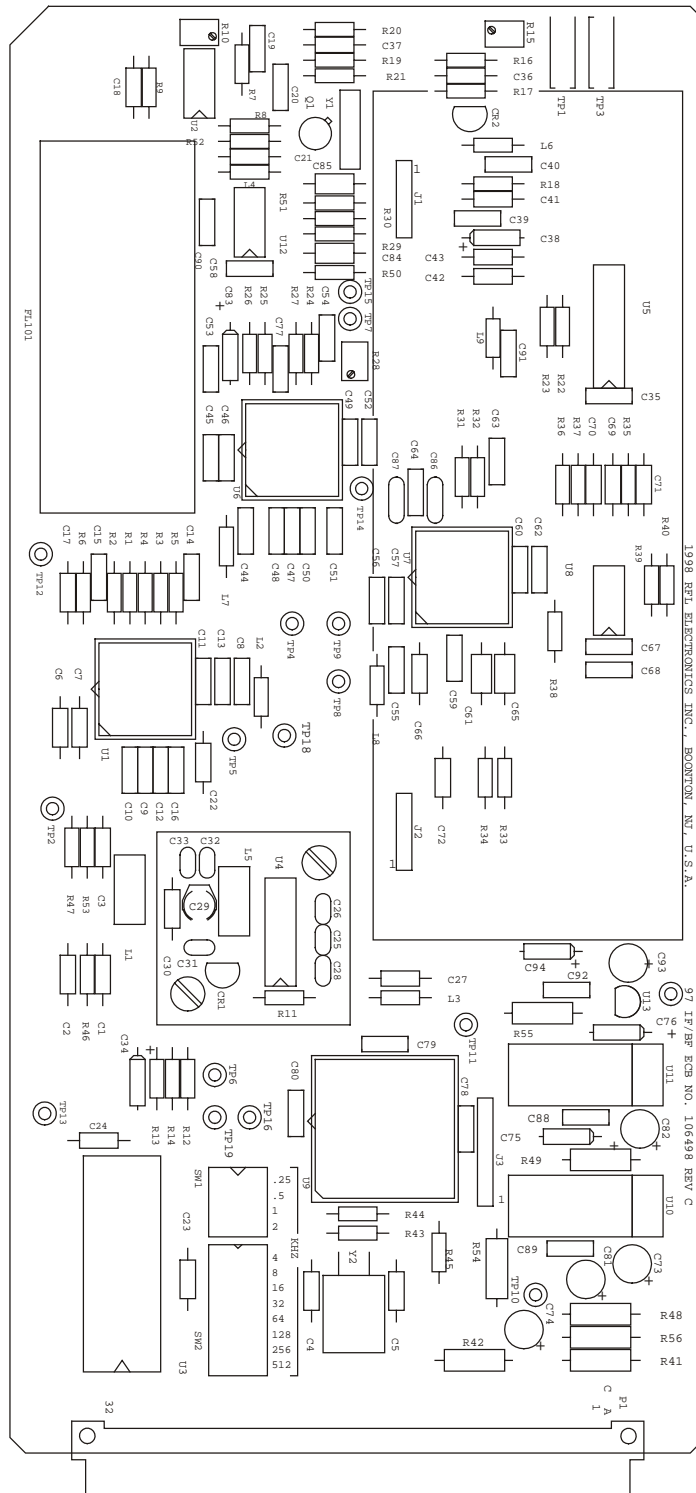 R10
C19
R20
C37
R19
R21
R15
R16
C36
R17
TP1
TP3
C18
R9
R7
C20
U2
R8
R52
Q1
Y1
C21
CR2
L6
C40
R18
C41
C39
C38
C43
C42
+
1
J1
L4
C85
R51
R30
U12
R29
C84
R50
C90
C58
C83
R26
R25
R27
R24
C54
TP15
TP7
FL101
C53
+
C77
R28
L9
C91
R23
R22
U5
C35
C45
C46
C49
C52
U6
TP14
R31
R32
C63
C87
C64
C86
R36
R37
C70
C69
R35
C71
R40
C17
R6
C15
R2
R1
R4
R3
R5
C14
TP12
L7
C44
C48
C47
C50
C51
C56
C57
U7
C60
C62
U8
R39
C67
C68
R38
TP4
TP9
TP8
C6
C7
C11
C13
C8
L2
U1
TP5
TP18
L8
C55
C66
C59
C61
C65
C10
C9
C12
C16
C22
TP2
C72
R34
R33
J2
1
1998 RFL ELECTRONICS INC., BOONTON, NJ, U.S.A.
R47
R53
C3
L1
C33
C32
L5
U4
C29
C26
C25
C28
C31
C30
CR1
R11
C27
L3
C94
+
C93
+
C92
U13
R55
C76
+
TP11
C2
R46
C1
C34
+
TP6
C80
C79
C78
U11
97 IF/BF ECB NO. 106498 REV C
TP13
C24
R13
R14
R12
TP19
TP16
C88
C82
+
C75
+
R49
J3
1
U9
SW1
.25
.5
1
2
KHZ
4
8
16
32
64
128
256
512
SW2
C23
U3
R44
R43
Y2
R45
R54
C4
C5
U10
C89
C81
+
C73
+
TP10
C74
+
R42
R48
R56
R41
32
C
A
1
P1